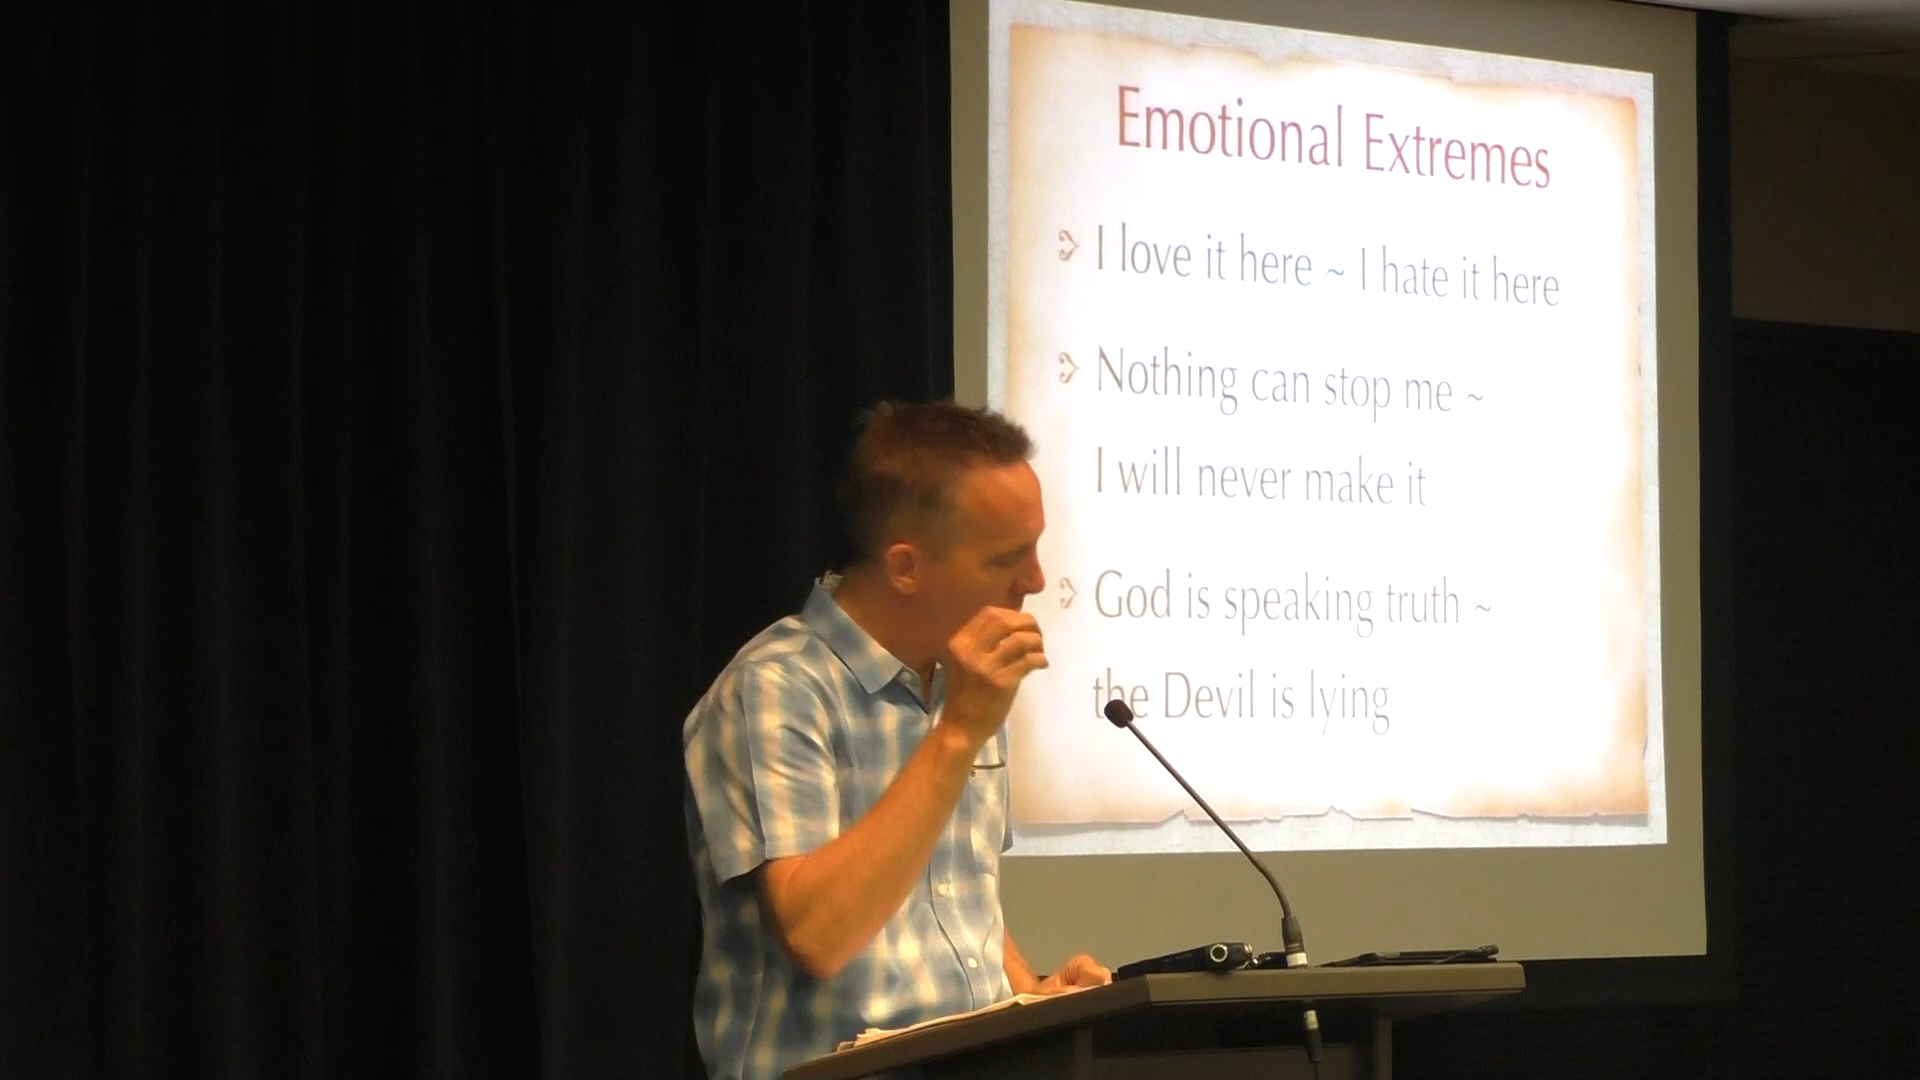 Emotional Extremes
I love it here ~ I hate it here
Nothing can stop me ~
I will never make it
God is speaking truth ~
the Devil is lying